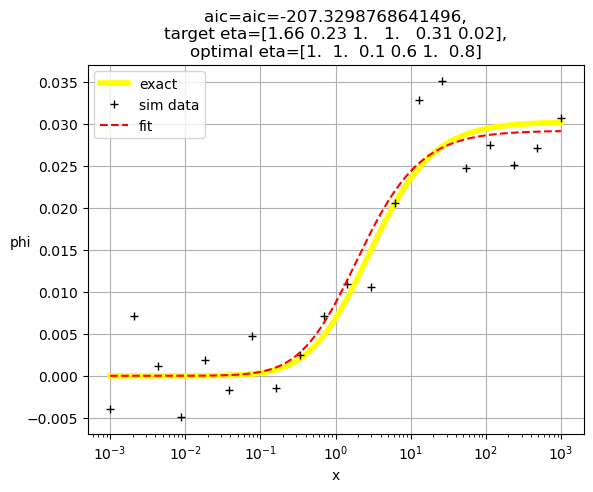 aic=aic=-207.3298768641496,
target eta=[1.66 0.23 1.   1.   0.31 0.02],
optimal eta=[1.  1.  0.1 0.6 1.  0.8]
exact
sim data
fit
0.035
0.030
0.025
0.020
0.015
0.010
0.005
0.000
−0.005
phi
10⁻³
10⁻²
10⁻¹
10⁰
10¹
10²
10³
x